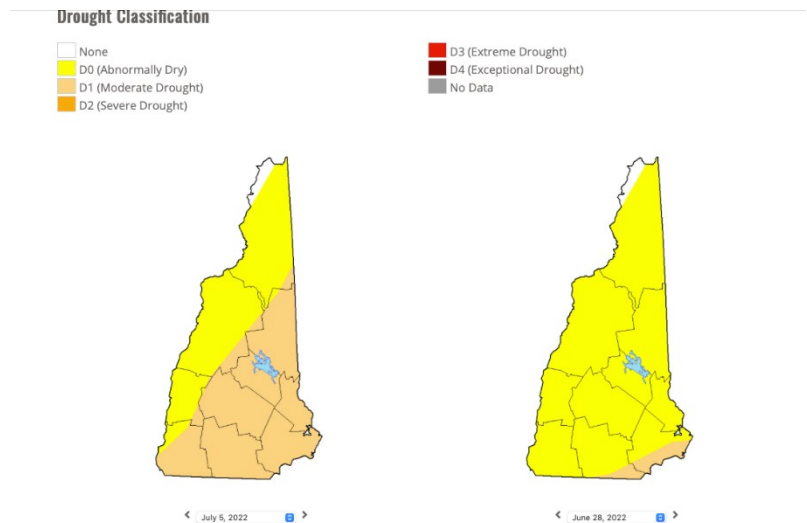 Drought Classification
None
D0 (Abnormally Dry)
D1 (Moderate Drought)
D2 (Severe Drought)
D3 (Extreme Drought)
D4 (Exceptional Drought)
No Data
July 5, 2022
June 28, 2022